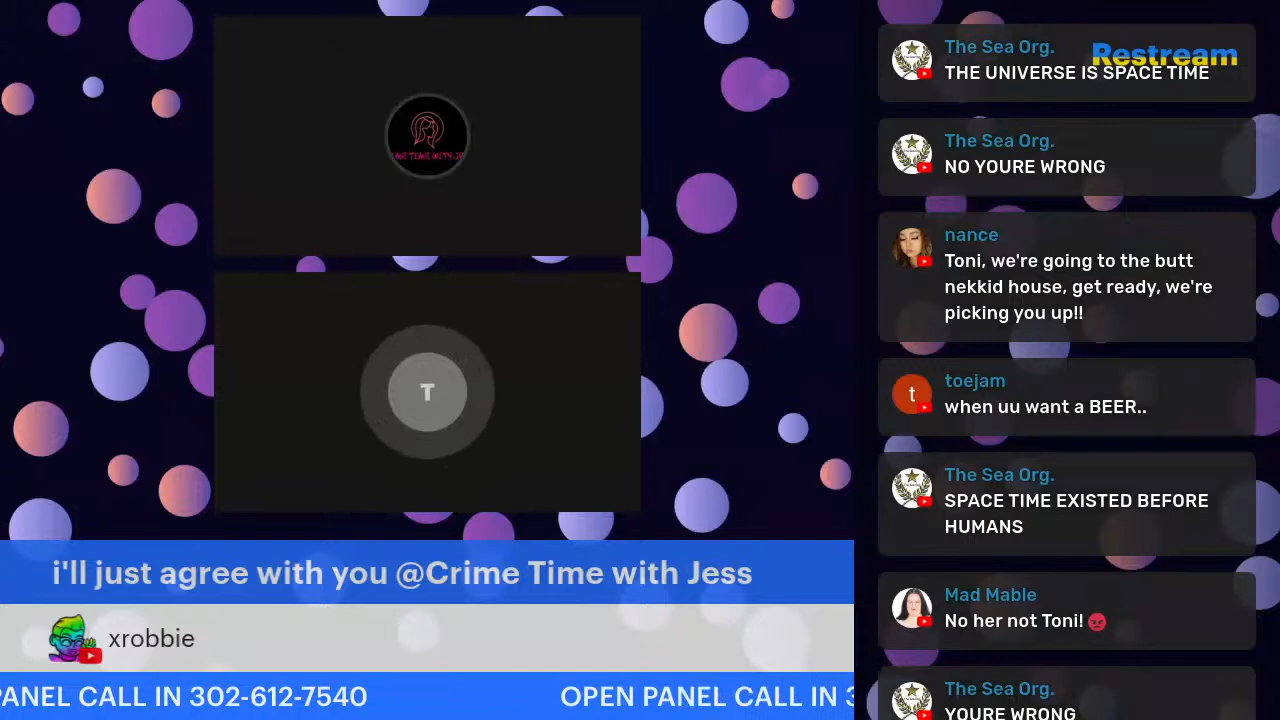 T
i'll just agree with you @Crime Time with Jess
xrobbie
PANEL CALL IN 302-612-7540
OPEN PANEL CALL IN
Restream
The Sea Org.
THE UNIVERSE IS SPACE TIME
The Sea Org.
NO YOURE WRONG
nance
Toni, we're going to the butt
nekkid house, get ready, we're
picking you up!!
t
toejam
when uu want a BEER..
The Sea Org.
SPACE TIME EXISTED BEFORE
HUMANS
Mad Mable
No her not Toni!
The Sea Org.
YOURE WRONG